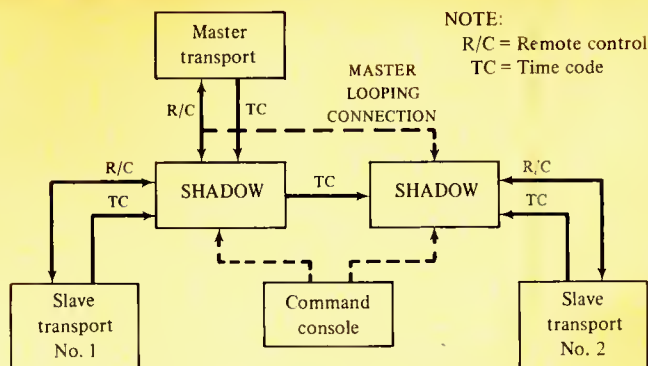 NOTE:
R/C = Remote control
TC = Time code
Master
transport
MASTER
LOOPING
CONNECTION
R/C
TC
R/C
SHADOW
TC
SHADOW
R/C
TC
TC
Slave
transport
No. 1
Command
console
Slave
transport
No. 2